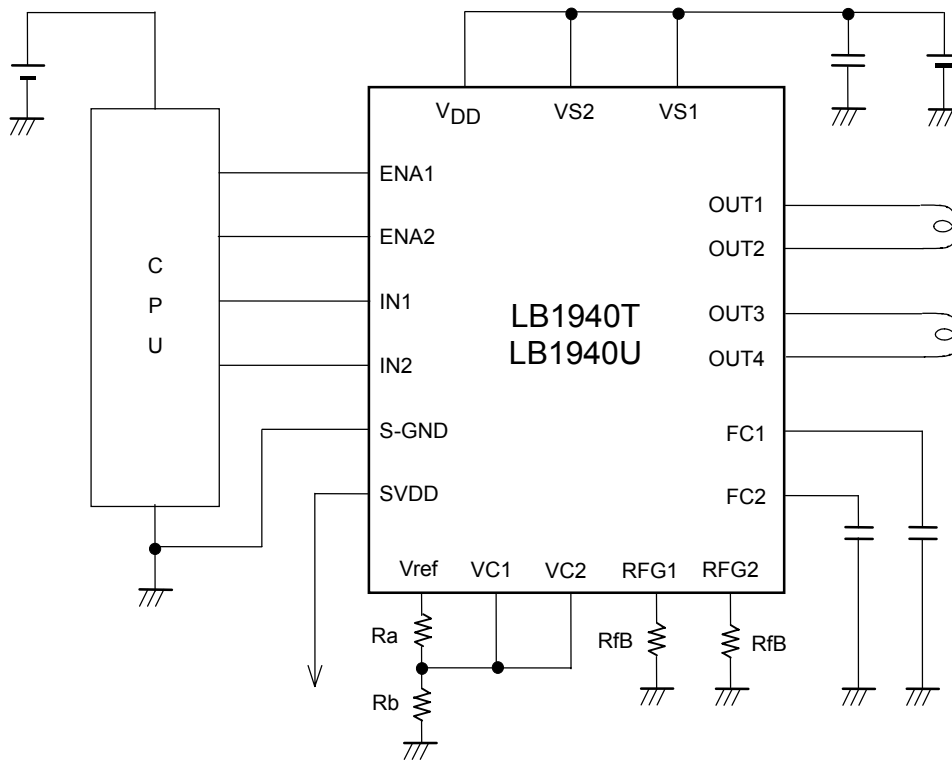 VDD VS2 VS1
ENA1
OUT1
ENA2
OUT2
C
P
U
IN1
LB1940T
LB1940U
OUT3
IN2
OUT4
S-GND
FC1
SVDD
FC2
Vref VC1 VC2 RFG1 RFG2
Ra
RfB
RfB
Rb